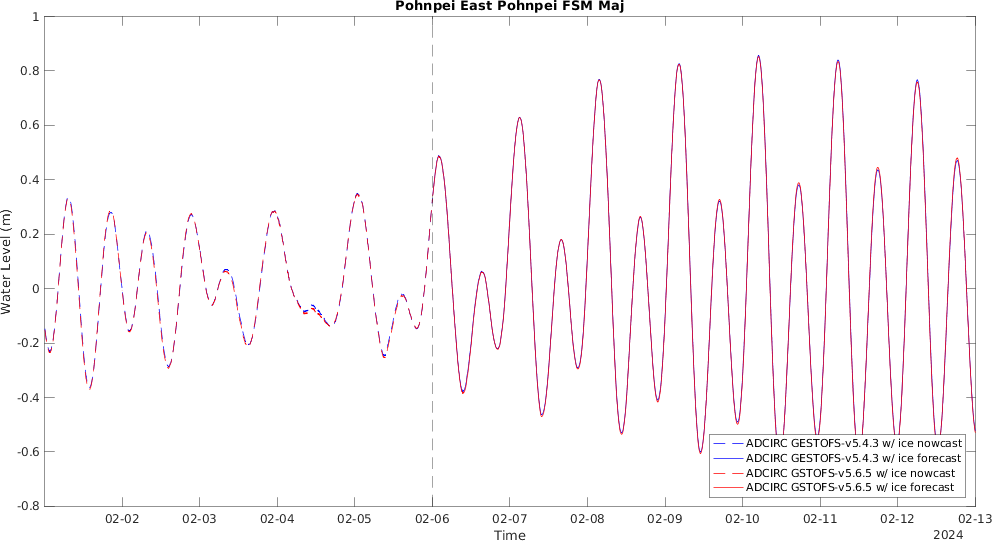 Pohnpei East Pohnpei FSM Maj
1
0.8
0.6
0.4
0.2
0
-0.2
-0.4
-0.6
-0.8
Water Level (m)
ADCIRC GESTOFS-v5.4.3 w/ ice nowcast
ADCIRC GESTOFS-v5.4.3 w/ ice forecast
ADCIRC GSTOFS-v5.6.5 w/ ice nowcast
ADCIRC GSTOFS-v5.6.5 w/ ice forecast
02-02 02-03 02-04 02-05 02-06 02-07 02-08 02-09 02-10 02-11 02-12 02-13
Time 2024